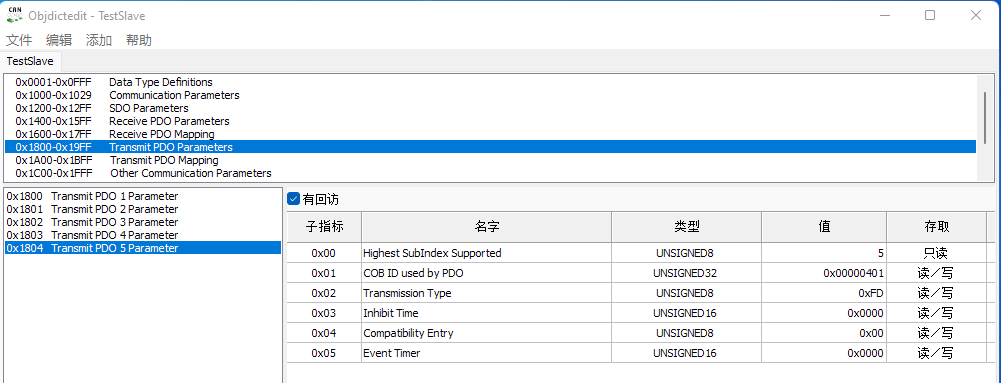 CAN
Objdictedit - TestSlave
文件 编辑 添加 帮助
TestSlave
0x0001-0x0FFF Data Type Definitions
0x1000-0x1029 Communication Parameters
0x1200-0x12FF SDO Parameters
0x1400-0x15FF Receive PDO Parameters
0x1600-0x17FF Receive PDO Mapping
0x1800-0x19FF Transmit PDO Parameters
0x1A00-0x1BFF Transmit PDO Mapping
0x1C00-0x1FFF Other Communication Parameters
0x1800 Transmit PDO 1 Parameter
0x1801 Transmit PDO 2 Parameter
0x1802 Transmit PDO 3 Parameter
0x1803 Transmit PDO 4 Parameter
0x1804 Transmit PDO 5 Parameter
有回访
子指标 名字 类型 值 存取
0x00 Highest SubIndex Supported UNSIGNED8 5 只读
0x01 COB ID used by PDO UNSIGNED32 0x00000401 读／写
0x02 Transmission Type UNSIGNED8 0xFD 读／写
0x03 Inhibit Time UNSIGNED16 0x0000 读／写
0x04 Compatibility Entry UNSIGNED8 0x00 读／写
0x05 Event Timer UNSIGNED16 0x0000 读／写